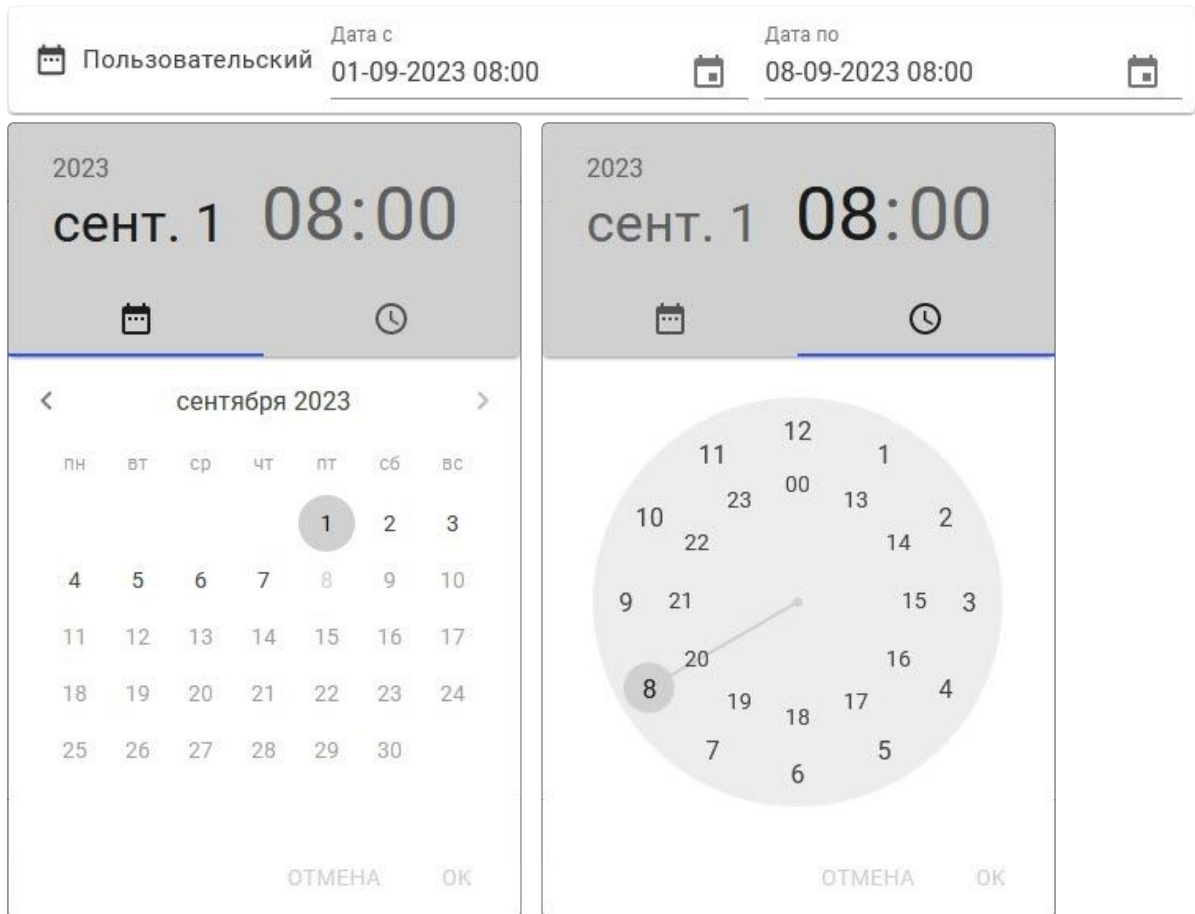 Пользовательский
Дата с
01-09-2023 08:00
Дата по
08-09-2023 08:00
2023
сент. 1 08:00
сентября 2023
пн вт ср чт пт сб вс
1 2 3
4 5 6 7 8 9 10
11 12 13 14 15 16 17
18 19 20 21 22 23 24
25 26 27 28 29 30
ОТМЕНА ОК
2023
сент. 1 08:00
12
11 1
00
23 13
10 2
22 14
9 21 15 3
20 16
8 4
19 17
18
7 5
6
ОТМЕНА ОК